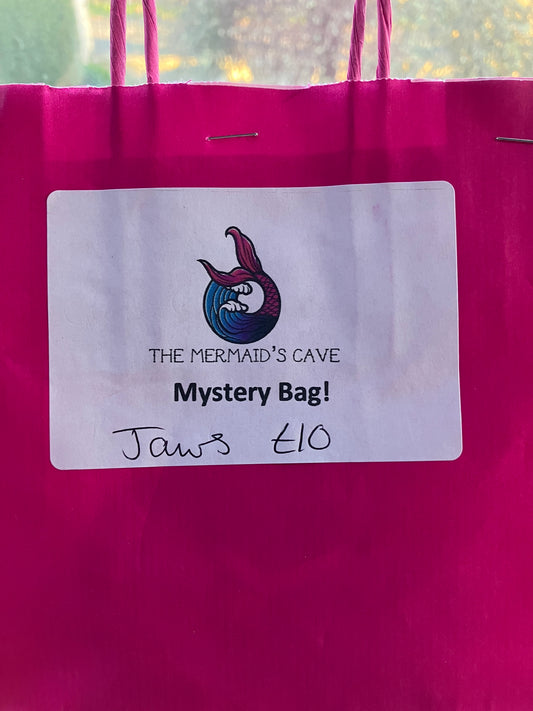 THE MERMAID'S CAVE
Mystery Bag!
Jaws £10